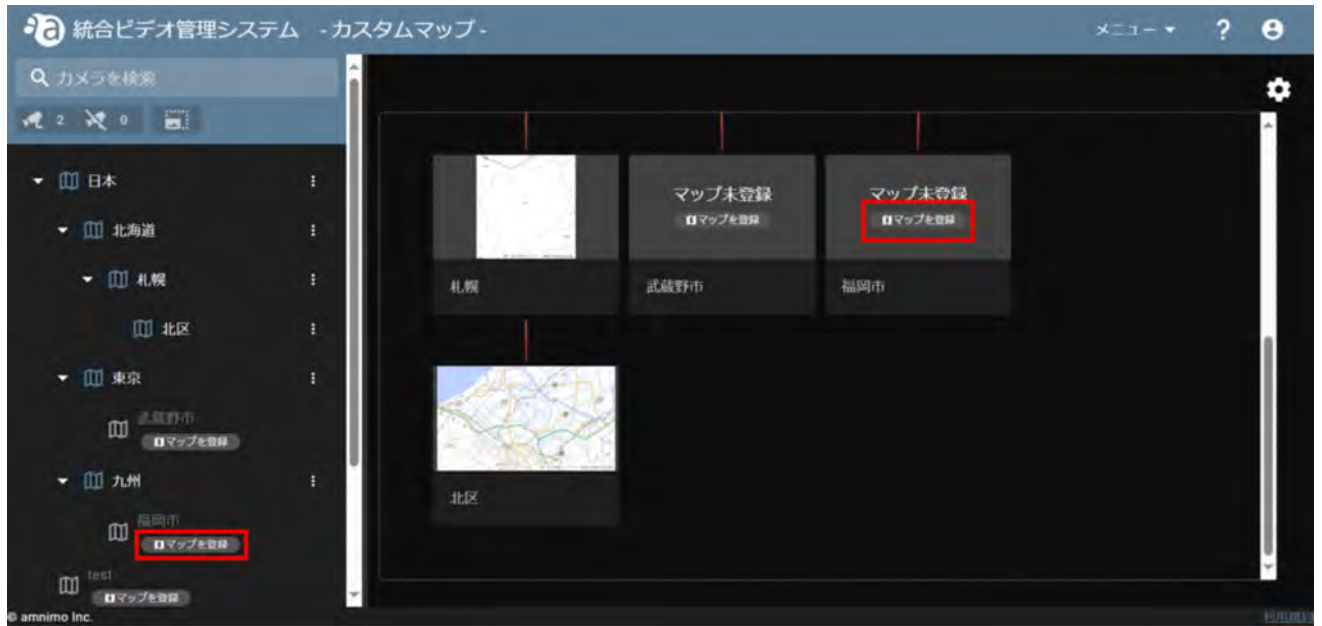 統合ビデオ管理システム - カスタムマップ -
メニュー
?
カメラを検索
2
0
日本
北海道
札幌
北区
東京
武蔵野市
マップを登録
九州
福岡市
マップを登録
test
マップを登録
マップ未登録
マップを登録
マップ未登録
マップを登録
札幌
武蔵野市
福岡市
北区
© amnimo Inc.
利用規約